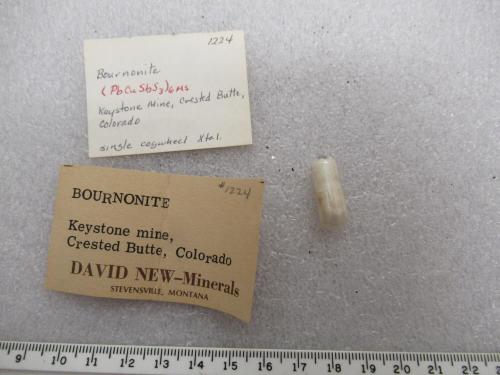 1224
Bournonite
(PbCuSbS3)6Hs
Keystone Mine, Crested Butte,
Colorado
single cogwheel Xtal.
#1224
BOURNONITE
Keystone mine,
Crested Butte, Colorado
DAVID NEW-Minerals
STEVENSVILLE, MONTANA
9 10 11 12 13 14 15 16 17 18 19 20 21 22